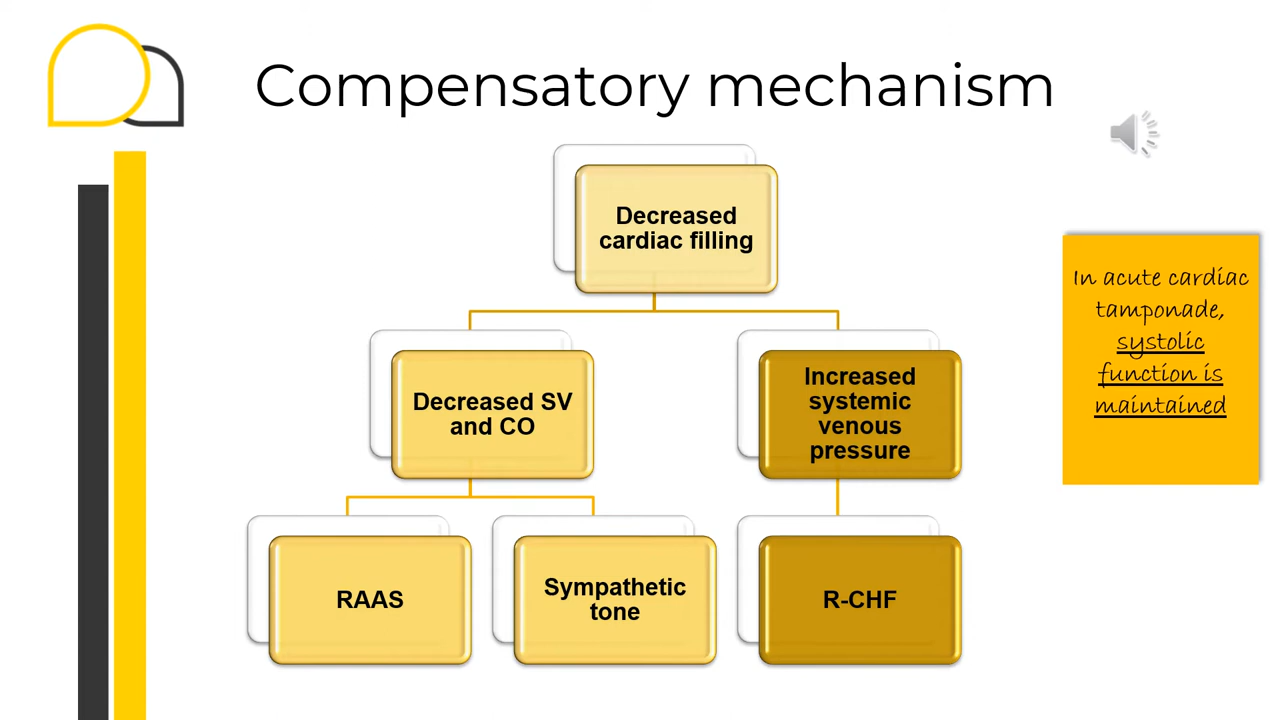 Compensatory mechanism
Decreased
cardiac filling
In acute cardiac
tamponade,
systolic
function is
maintained
Decreased SV
and CO
Increased
systemic
venous
pressure
RAAS
Sympathetic
tone
R-CHF